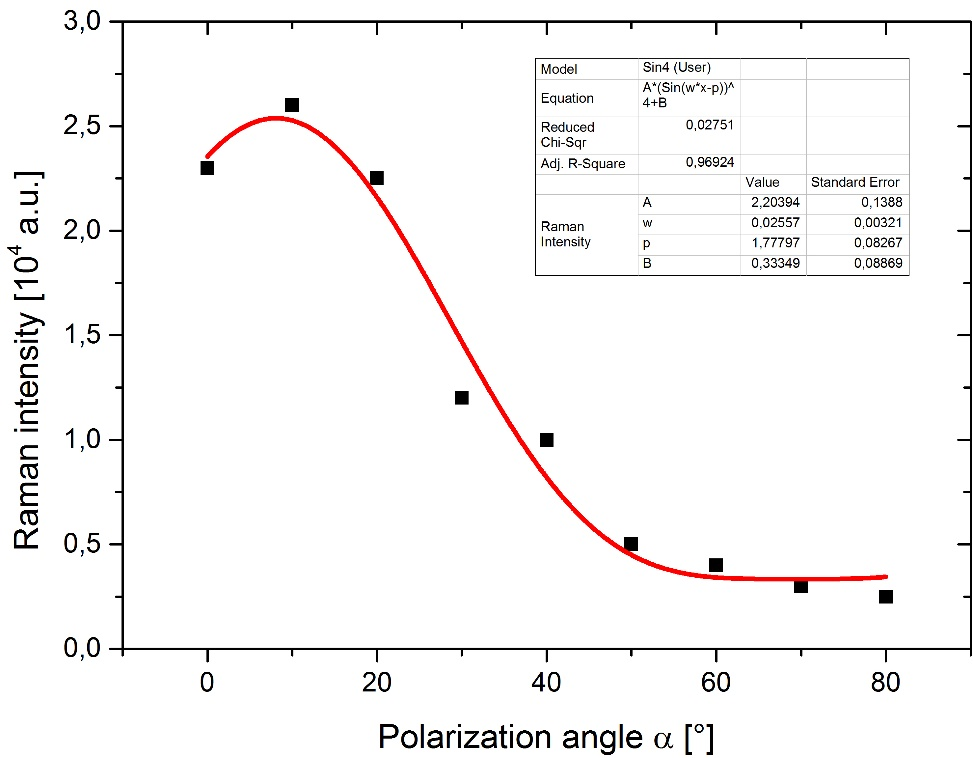 3,0
2,5
2,0
1,5
1,0
0,5
0,0
Raman intensity [10⁴ a.u.]
Model Sin4 (User)
Equation A*(Sin(w*x-p))^
4+B
Reduced
Chi-Sqr 0,02751
Adj. R-Square 0,96924
Value Standard Error
Raman
Intensity
A 2,20394 0,1388
w 0,02557 0,00321
p 1,77797 0,08267
B 0,33349 0,08869
0 20 40 60 80
Polarization angle α [°]